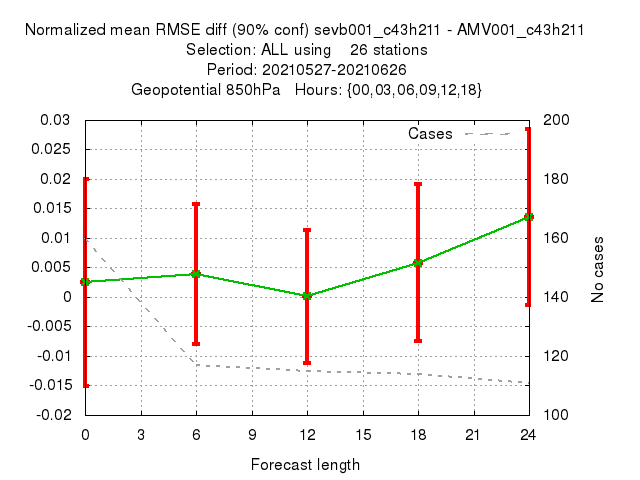 Normalized mean RMSE diff (90% conf) sevb001_c43h211 - AMV001_c43h211
Selection: ALL using 26 stations
Period: 20210527-20210626
Geopotential 850hPa Hours: {00,03,06,09,12,18}
Cases
0.03
0.025
0.02
0.015
0.01
0.005
0
-0.005
-0.01
-0.015
-0.02
200
180
160
140
120
100
No cases
0 3 6 9 12 15 18 21 24
Forecast length